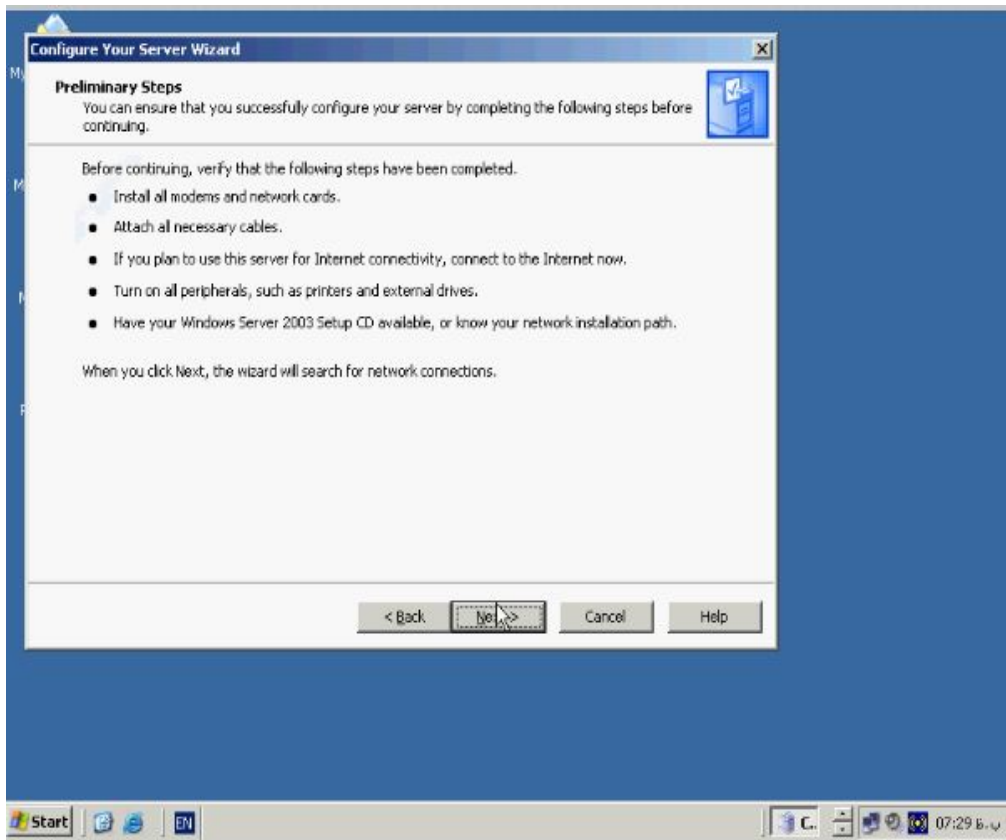 Configure Your Server Wizard
Preliminary Steps
You can ensure that you successfully configure your server by completing the following steps before
continuing.
Before continuing, verify that the following steps have been completed.
Install all modems and network cards.
Attach all necessary cables.
If you plan to use this server for Internet connectivity, connect to the Internet now.
Turn on all peripherals, such as printers and external drives.
Have your Windows Server 2003 Setup CD available, or know your network installation path.
When you click Next, the wizard will search for network connections.
< Back
Cancel
Help
Start
EN
C..
07:29 ب.ظ